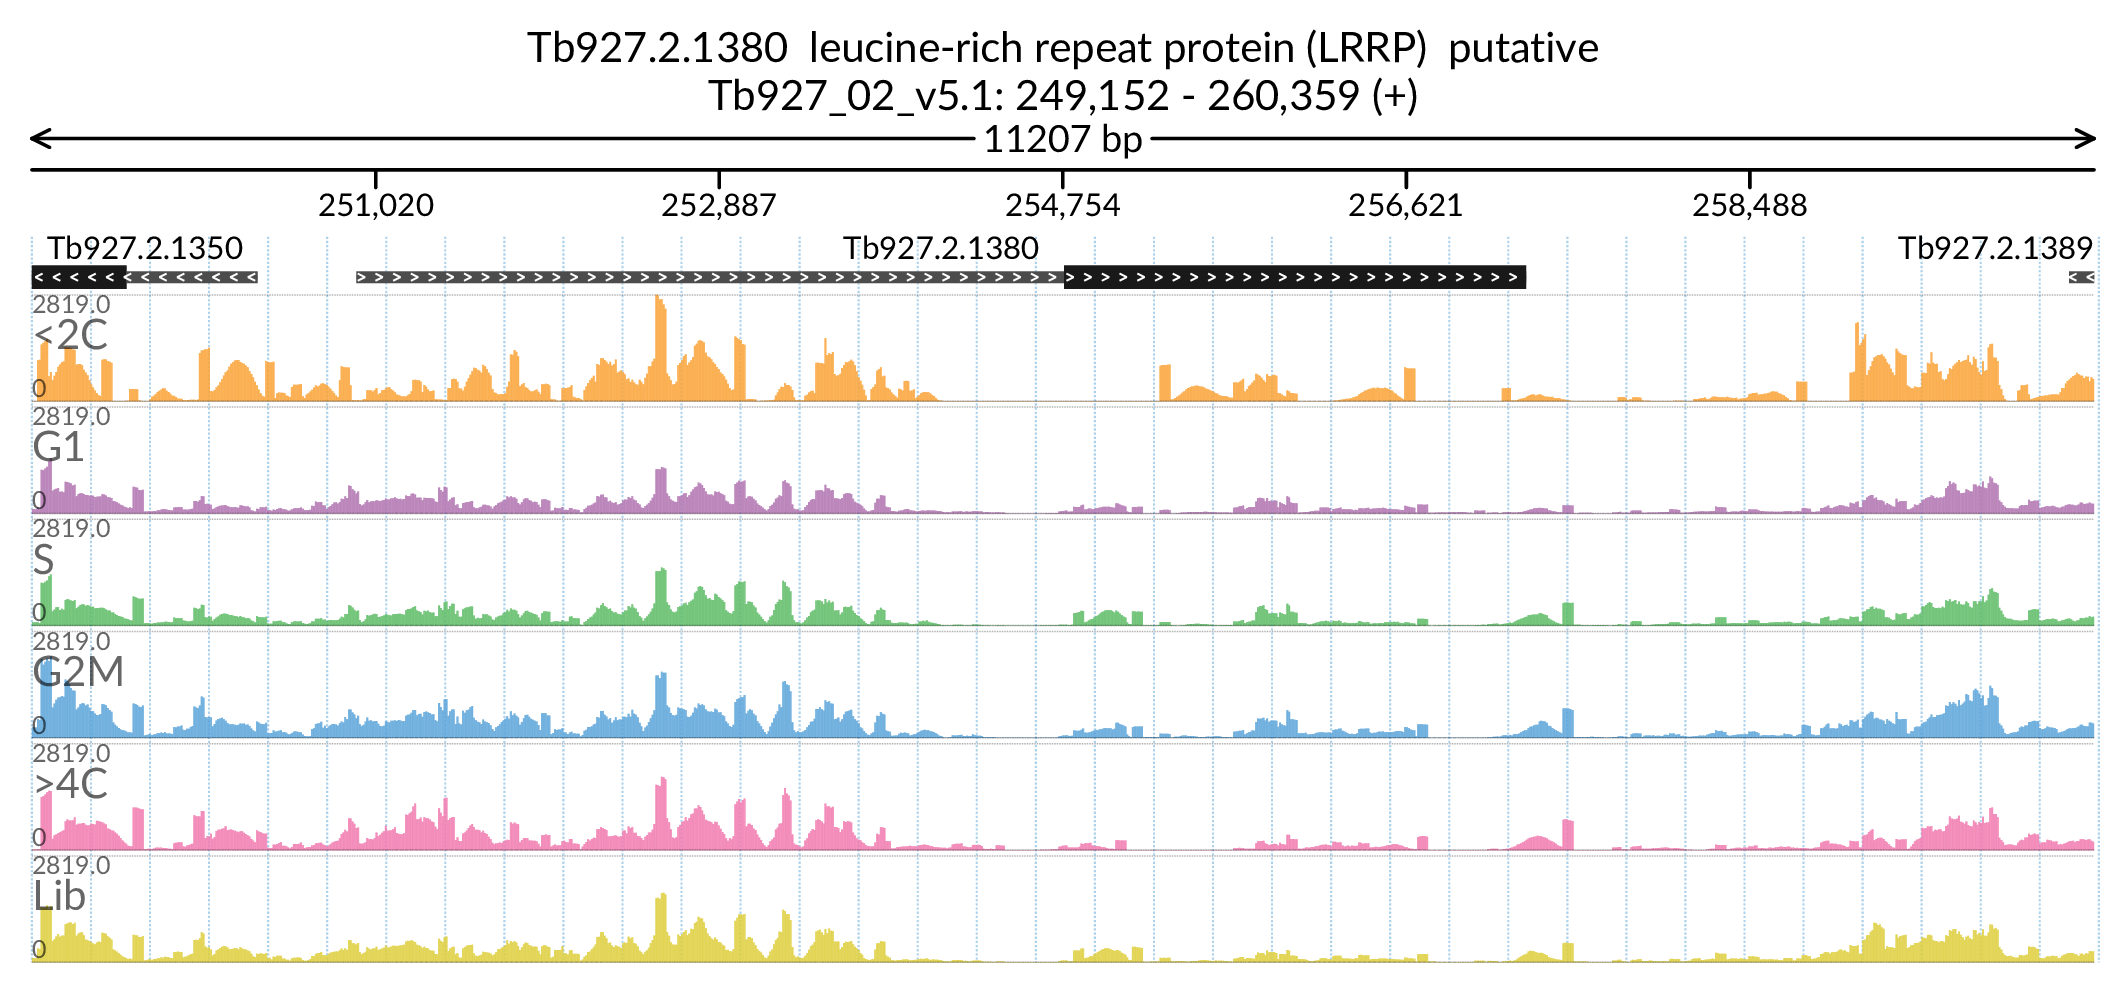 Tb927.2.1380  leucine-rich repeat protein (LRRP)  putative
Tb927_02_v5.1: 249,152 - 260,359 (+)
11207 bp
251,020 252,887 254,754 256,621 258,488
Tb927.2.1350 Tb927.2.1380 Tb927.2.1389
2819.0
<2C
0
2819.0
G1
0
2819.0
S
0
2819.0
G2M
0
2819.0
>4C
0
2819.0
Lib
0